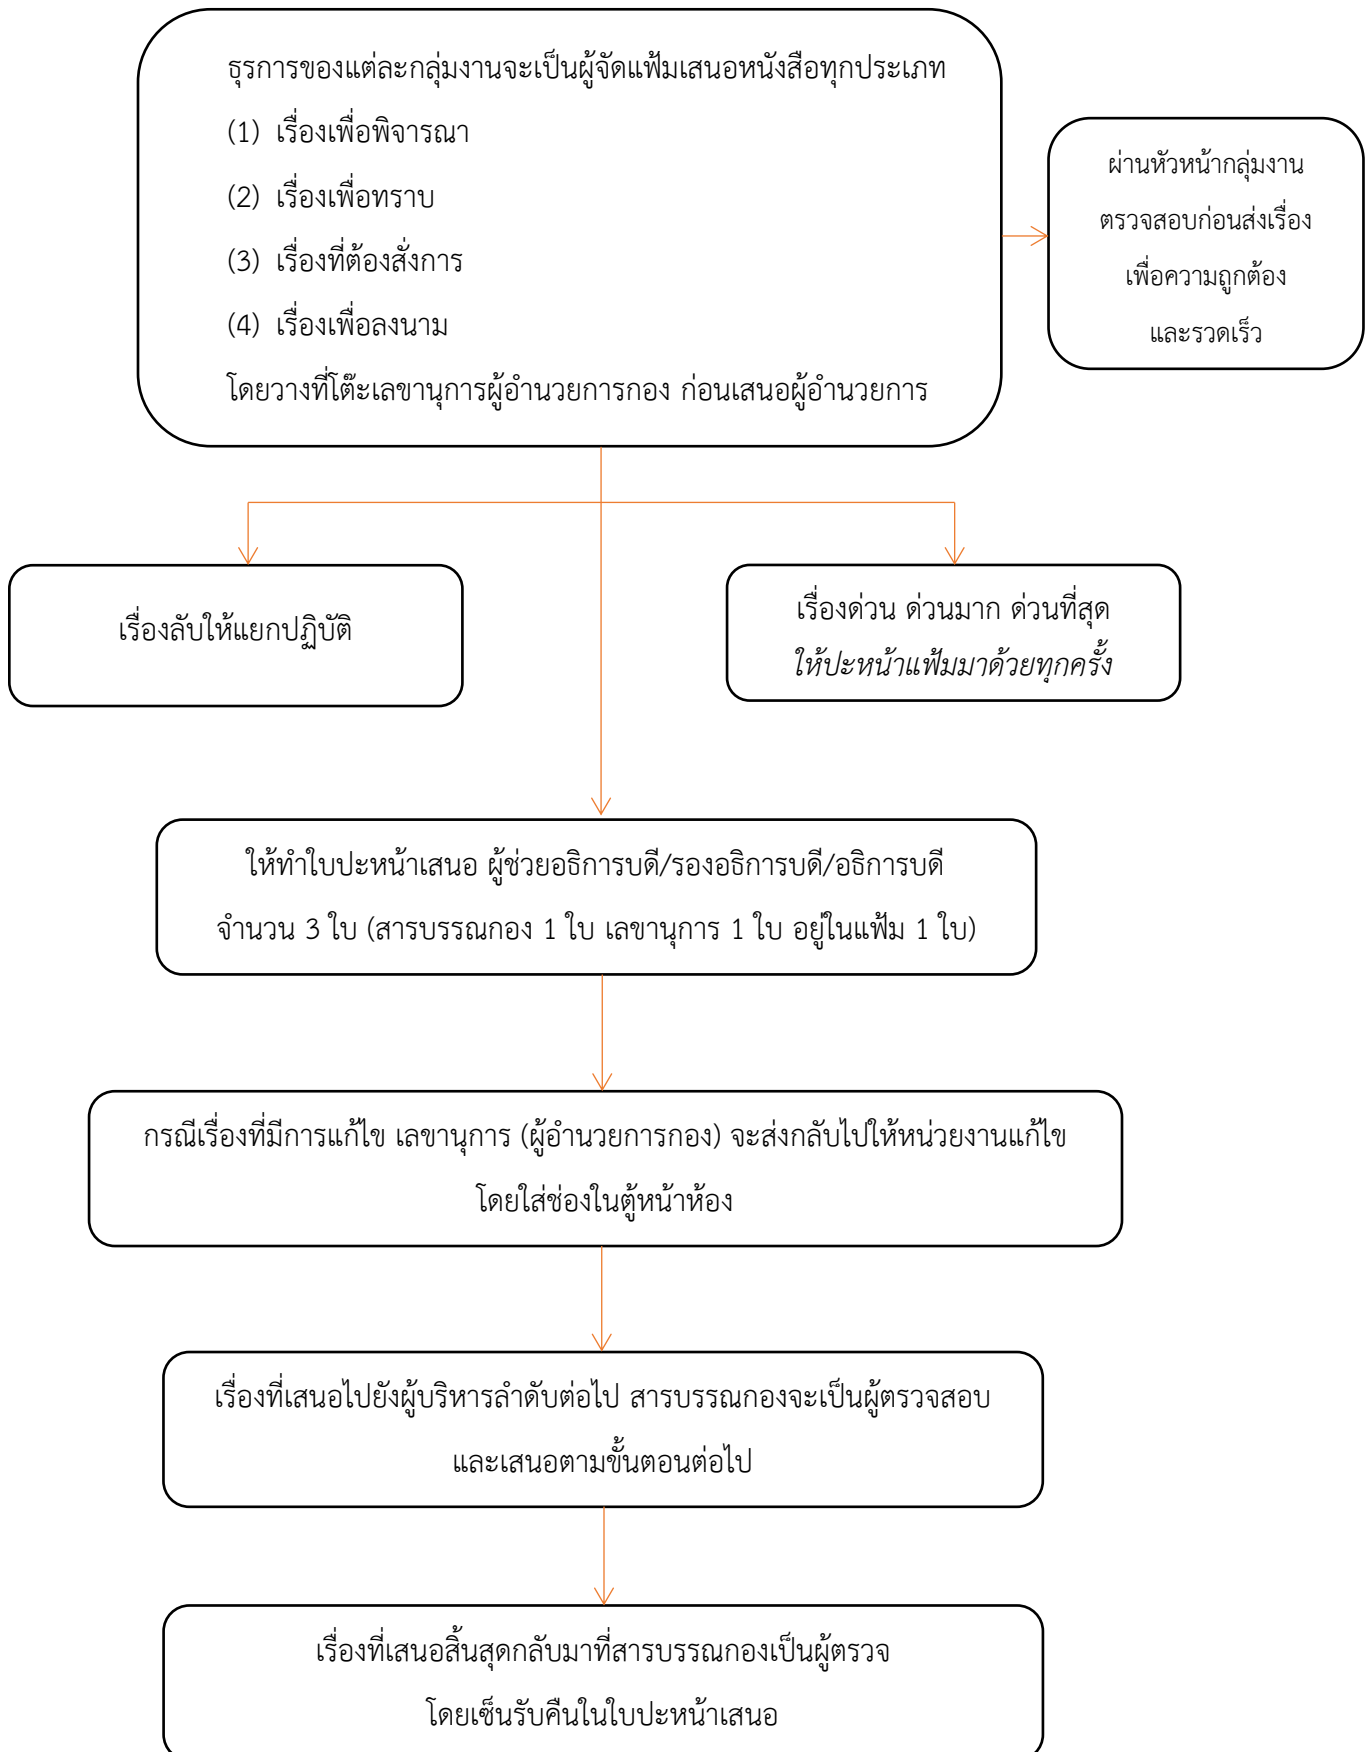 ธุรการของแต่ละกลุ่มงานจะเป็นผู้จัดแฟ้มเสนอหนังสือทุกประเภท
(1) เรื่องเพื่อพิจารณา
(2) เรื่องเพื่อทราบ
(3) เรื่องที่ต้องสั่งการ
(4) เรื่องเพื่อลงนาม
โดยวางที่โต๊ะเลขานุการผู้อำนวยการกอง ก่อนเสนอผู้อำนวยการ
ผ่านหัวหน้ากลุ่มงาน
ตรวจสอบก่อนส่งเรื่อง
เพื่อความถูกต้อง
และรวดเร็ว
เรื่องลับให้แยกปฏิบัติ
เรื่องด่วน ด่วนมาก ด่วนที่สุด
ให้ปะหน้าแฟ้มมาด้วยทุกครั้ง
ให้ทำใบปะหน้าเสนอ ผู้ช่วยอธิการบดี/รองอธิการบดี/อธิการบดี
จำนวน 3 ใบ (สารบรรณกอง 1 ใบ เลขานุการ 1 ใบ อยู่ในแฟ้ม 1 ใบ)
กรณีเรื่องที่มีการแก้ไข เลขานุการ (ผู้อำนวยการกอง) จะส่งกลับไปให้หน่วยงานแก้ไข
โดยใส่ช่องในตู้หน้าห้อง
เรื่องที่เสนอไปยังผู้บริหารลำดับต่อไป สารบรรณกองจะเป็นผู้ตรวจสอบ
และเสนอตามขั้นตอนต่อไป
เรื่องที่เสนอสิ้นสุดกลับมาที่สารบรรณกองเป็นผู้ตรวจ
โดยเซ็นรับคืนในใบปะหน้าเสนอ